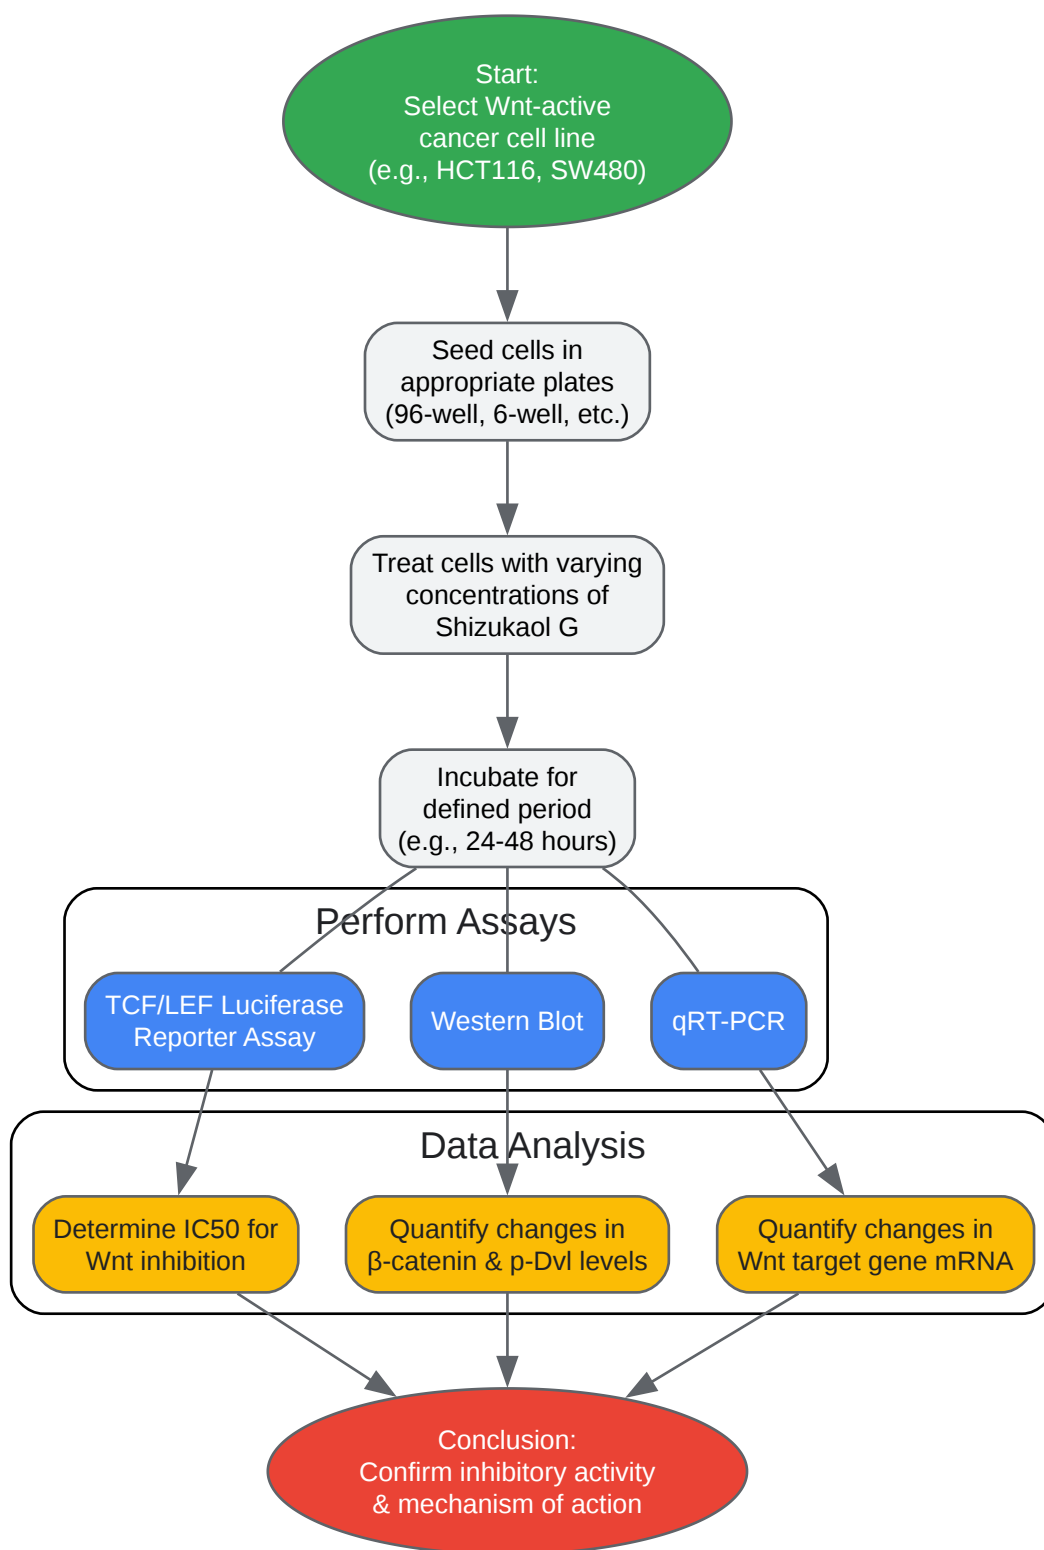 Start:
Select Wnt-active
cancer cell line
(e.g., HCT116, SW480)
Seed cells in
appropriate plates
(96-well, 6-well, etc.)
Treat cells with varying
concentrations of
Shizukaol G
Incubate for
defined period
(e.g., 24-48 hours)
Perform Assays
TCF/LEF Luciferase
Reporter Assay
Western Blot
qRT-PCR
Data Analysis
Determine IC50 for
Wnt inhibition
Quantify changes in
β-catenin & p-Dvl levels
Quantify changes in
Wnt target gene mRNA
Conclusion:
Confirm inhibitory activity
& mechanism of action